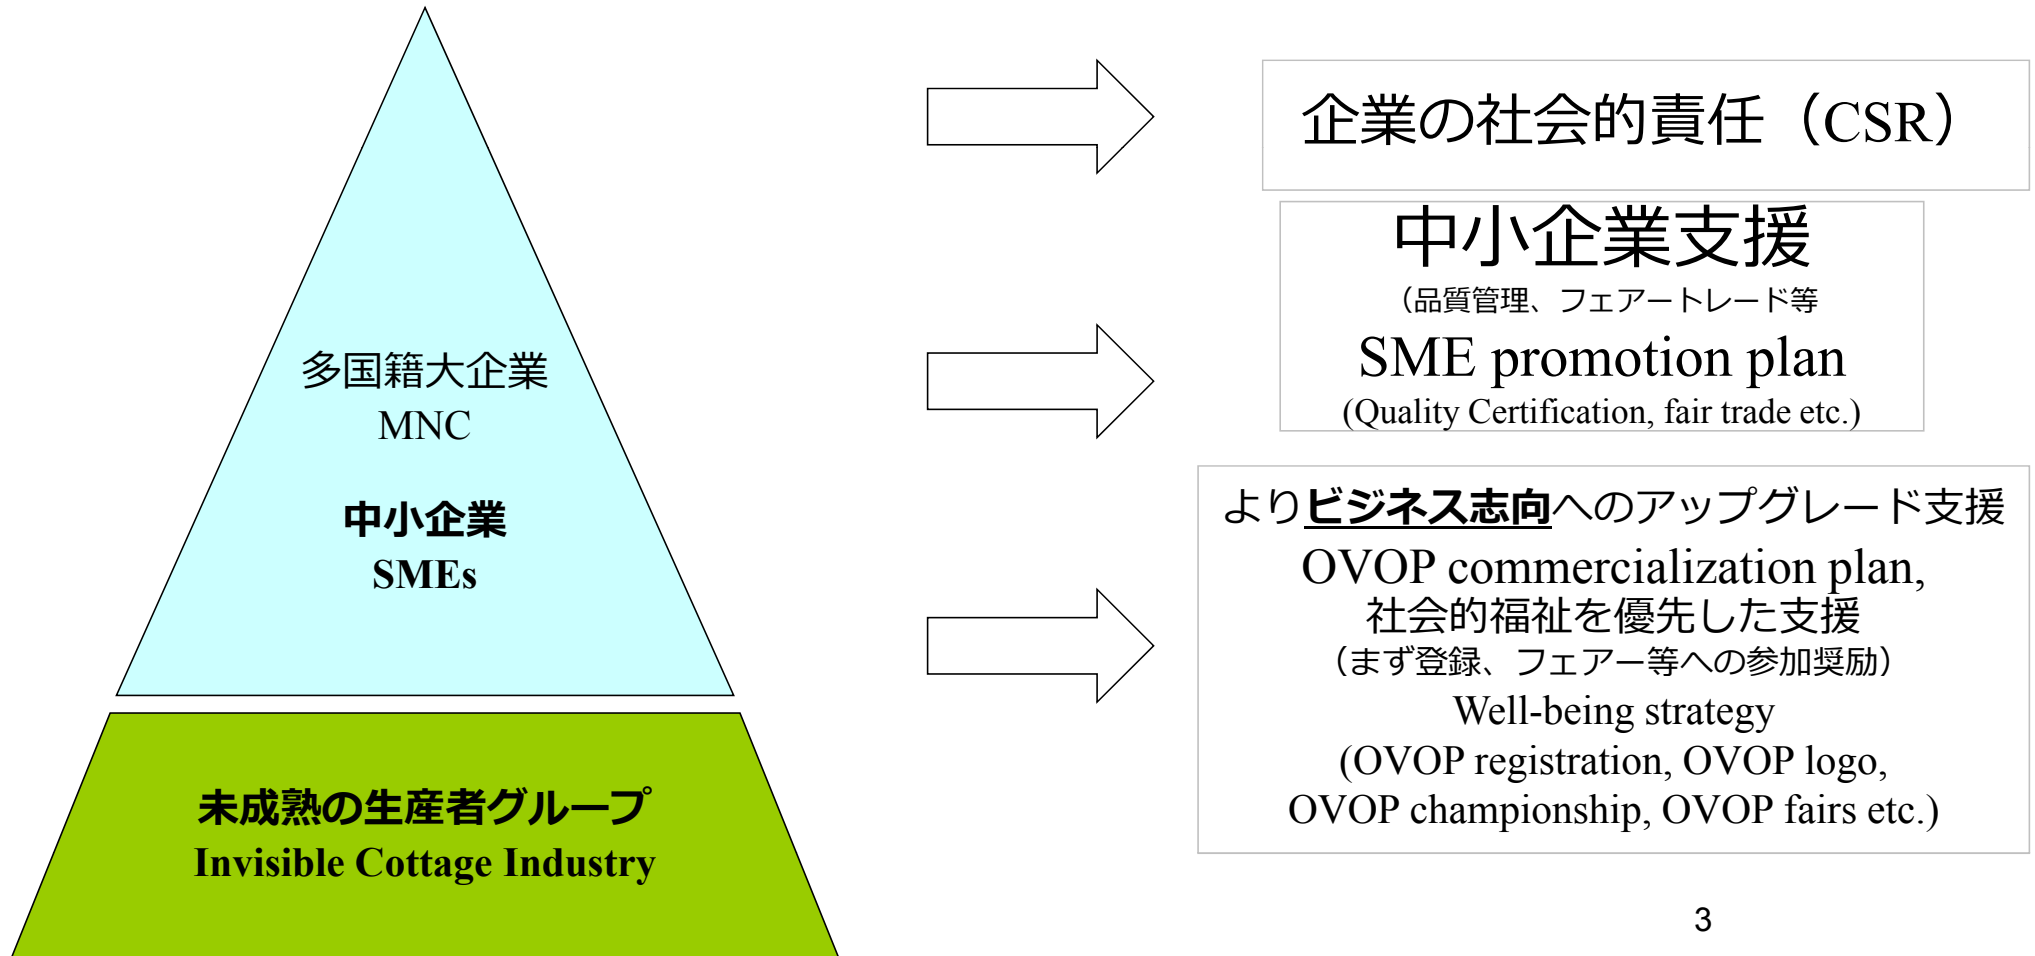 多国籍大企業
MNC
中小企業
SMEs
未成熟の生産者グループ
Invisible Cottage Industry
企業の社会的責任（CSR）
中小企業支援
（品質管理、フェアートレード等
SME promotion plan
(Quality Certification, fair trade etc.)
よりビジネス志向へのアップグレード支援
OVOP commercialization plan,
社会的福祉を優先した支援
（まず登録、フェアー等への参加奨励）
Well-being strategy
(OVOP registration, OVOP logo,
OVOP championship, OVOP fairs etc.)
3